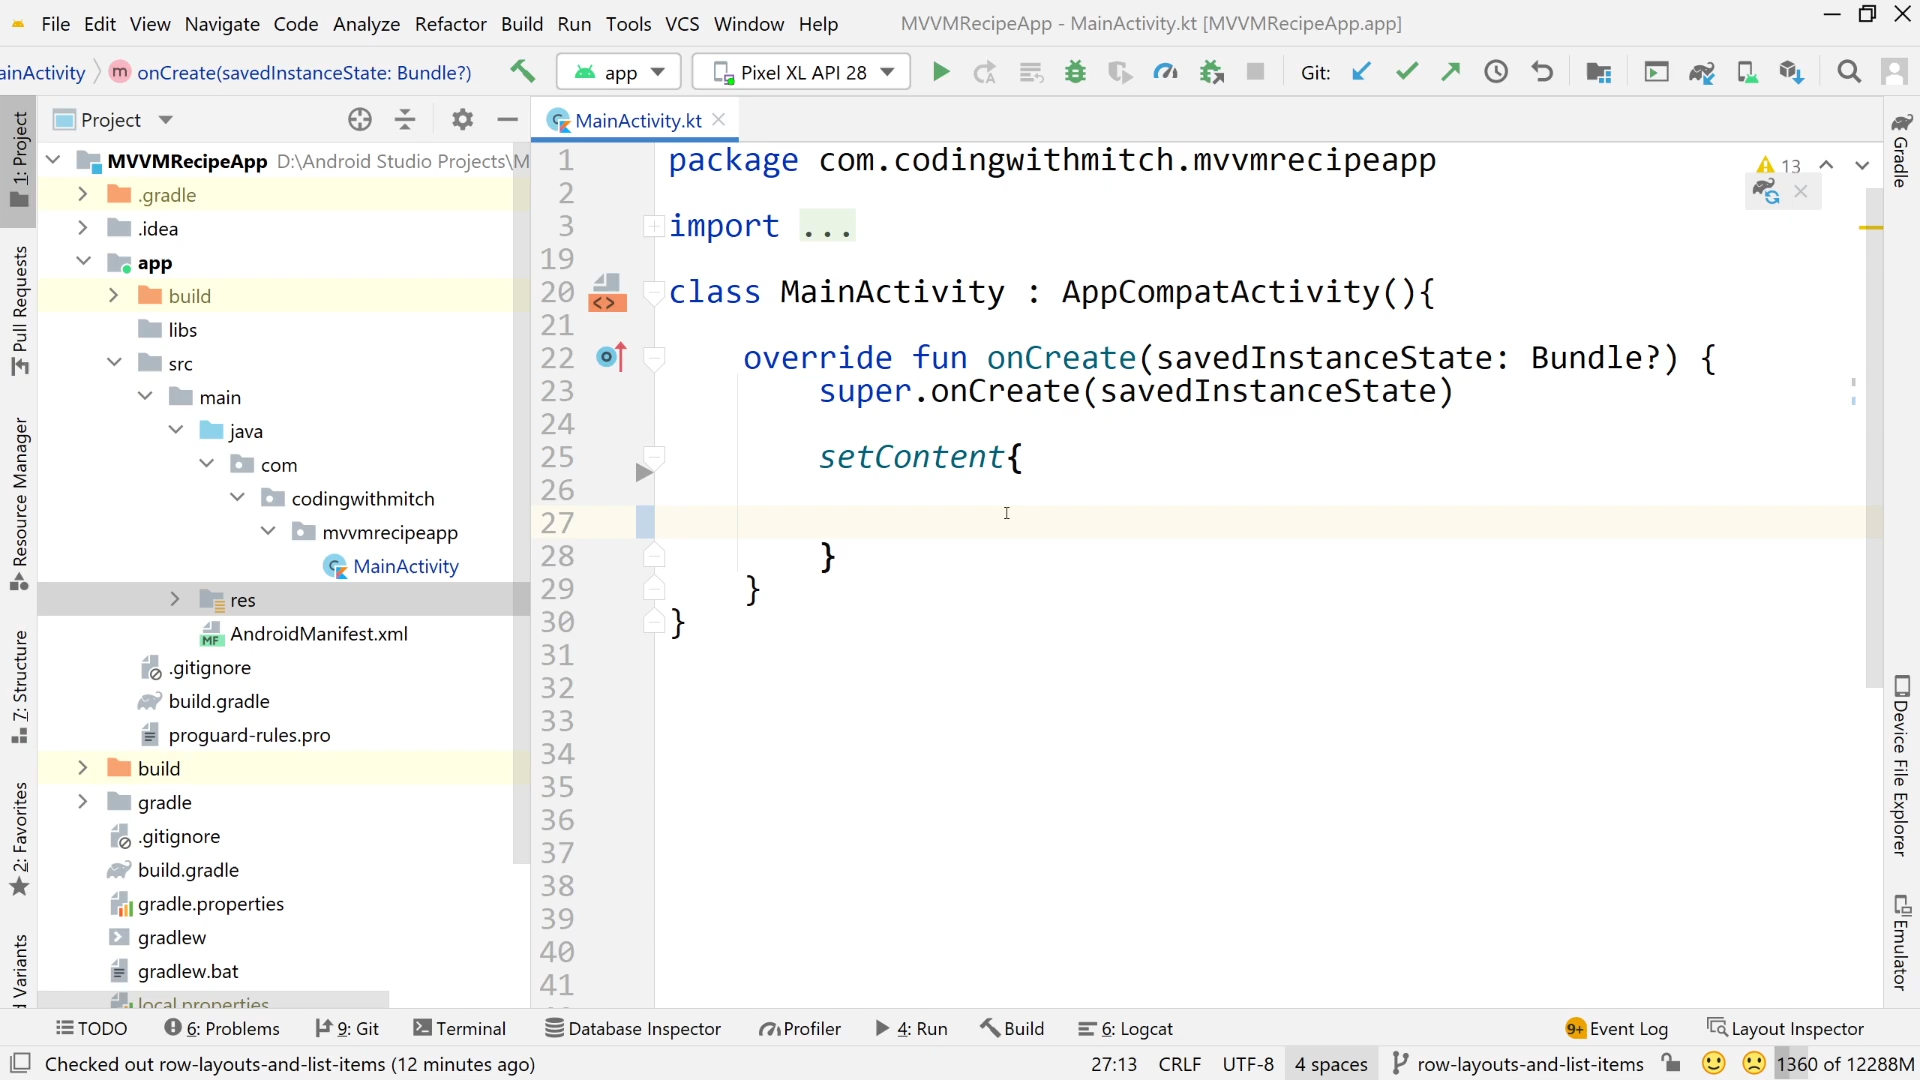 File Edit View Navigate Code Analyze Refactor Build Run Tools VCS Window Help MVVMRecipeApp - MainActivity.kt [MVVMRecipeApp.app]
ainActivity m onCreate(savedInstanceState: Bundle?) app Pixel XL API 28 Git:
Project
MainActivity.kt
1: Project
Pull Requests
Resource Manager
7: Structure
2: Favorites
Variants
MVVMRecipeApp D:\Android Studio Projects\M
.gradle
.idea
app
build
libs
src
main
java
com
codingwithmitch
mvvmrecipeapp
MainActivity
res
MF AndroidManifest.xml
.gitignore
build.gradle
proguard-rules.pro
build
gradle
.gitignore
build.gradle
gradle.properties
gradlew
gradlew.bat
local.properties
1 package com.codingwithmitch.mvvmrecipeapp
2
3 import ...
19
20 class MainActivity : AppCompatActivity(){
21
22 override fun onCreate(savedInstanceState: Bundle?) {
23 super.onCreate(savedInstanceState)
24
25 setContent{
26
27
28 }
29 }
30 }
31
32
33
34
35
36
37
38
39
40
41
13
Gradle
Device File Explorer
Emulator
TODO 6: Problems 9: Git Terminal Database Inspector Profiler 4: Run Build 6: Logcat 9+ Event Log Layout Inspector
Checked out row-layouts-and-list-items (12 minutes ago) 27:13 CRLF UTF-8 4 spaces row-layouts-and-list-items 1360 of 12288M